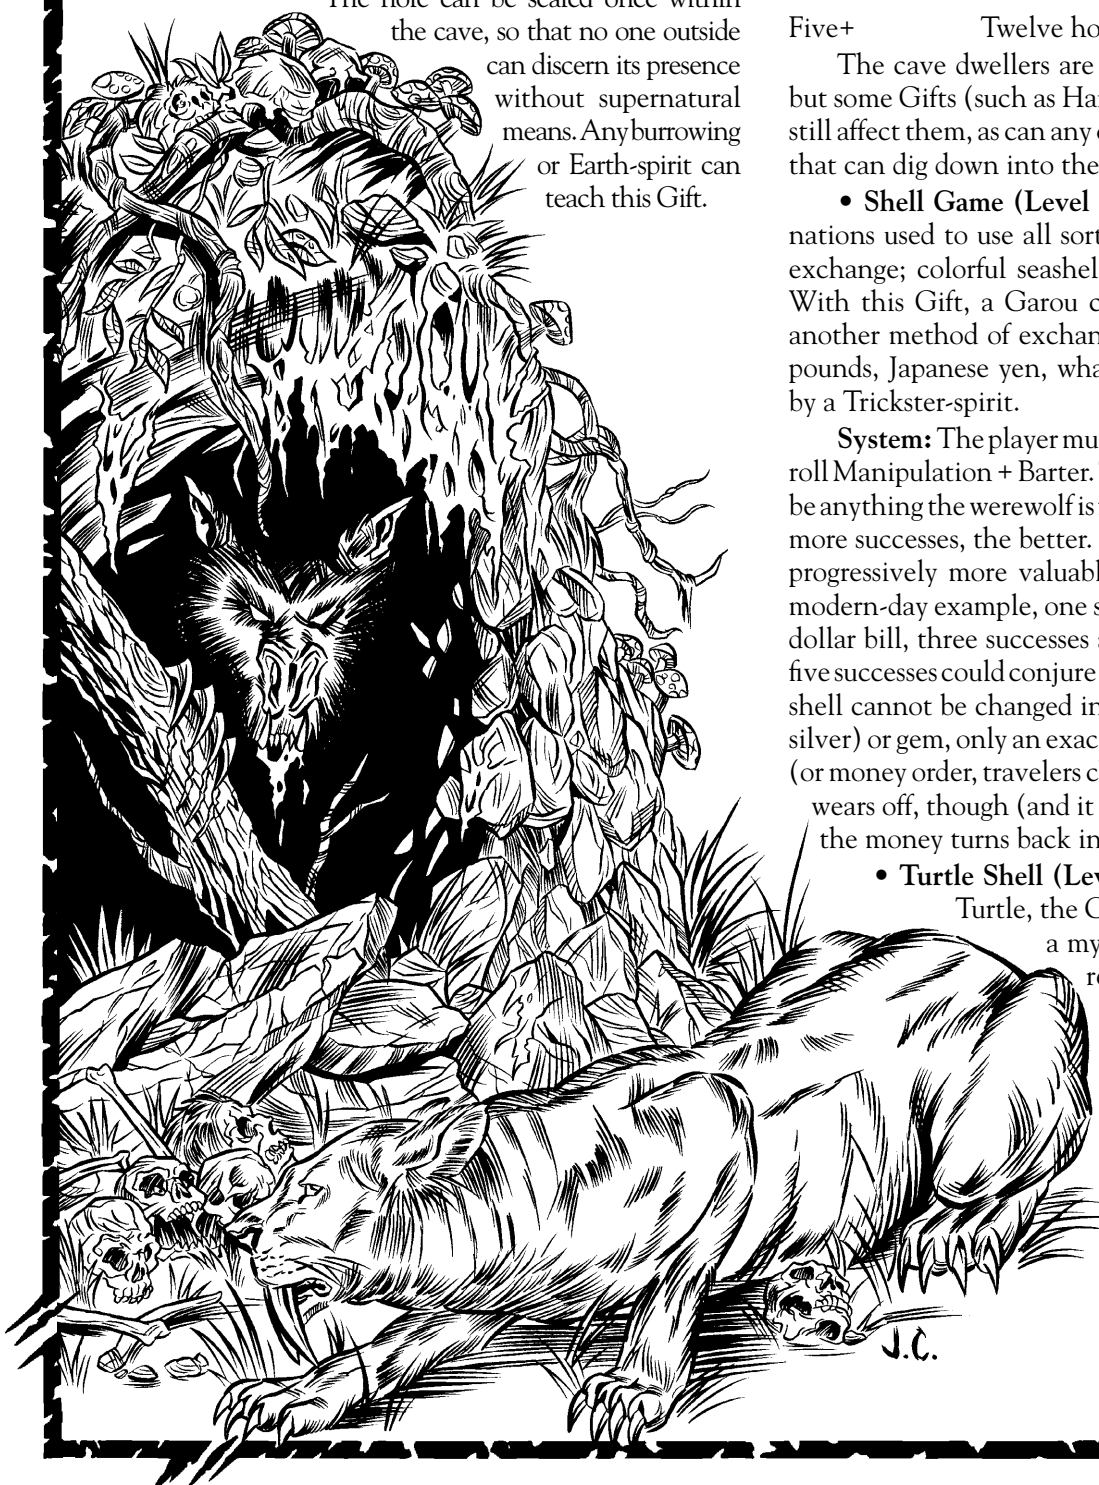 the cave, so that no one outside
can discern its presence
without supernatural
means. Any burrowing
or Earth-spirit can
teach this Gift.
Five+ Twelve ho
The cave dwellers are
but some Gifts (such as Ha
still affect them, as can any
that can dig down into the
• Shell Game (Level
nations used to use all sort
exchange; colorful seashel
With this Gift, a Garou c
another method of exchan
pounds, Japanese yen, wha
by a Trickster-spirit.
System: The player mu
roll Manipulation + Barter.
be anything the werewolf is
more successes, the better.
progressively more valuabl
modern-day example, one s
dollar bill, three successes
five successes could conjure
shell cannot be changed in
silver) or gem, only an exac
(or money order, travelers c
wears off, though (and it
the money turns back in
• Turtle Shell (Lev
Turtle, the C
a my
re
J.C.